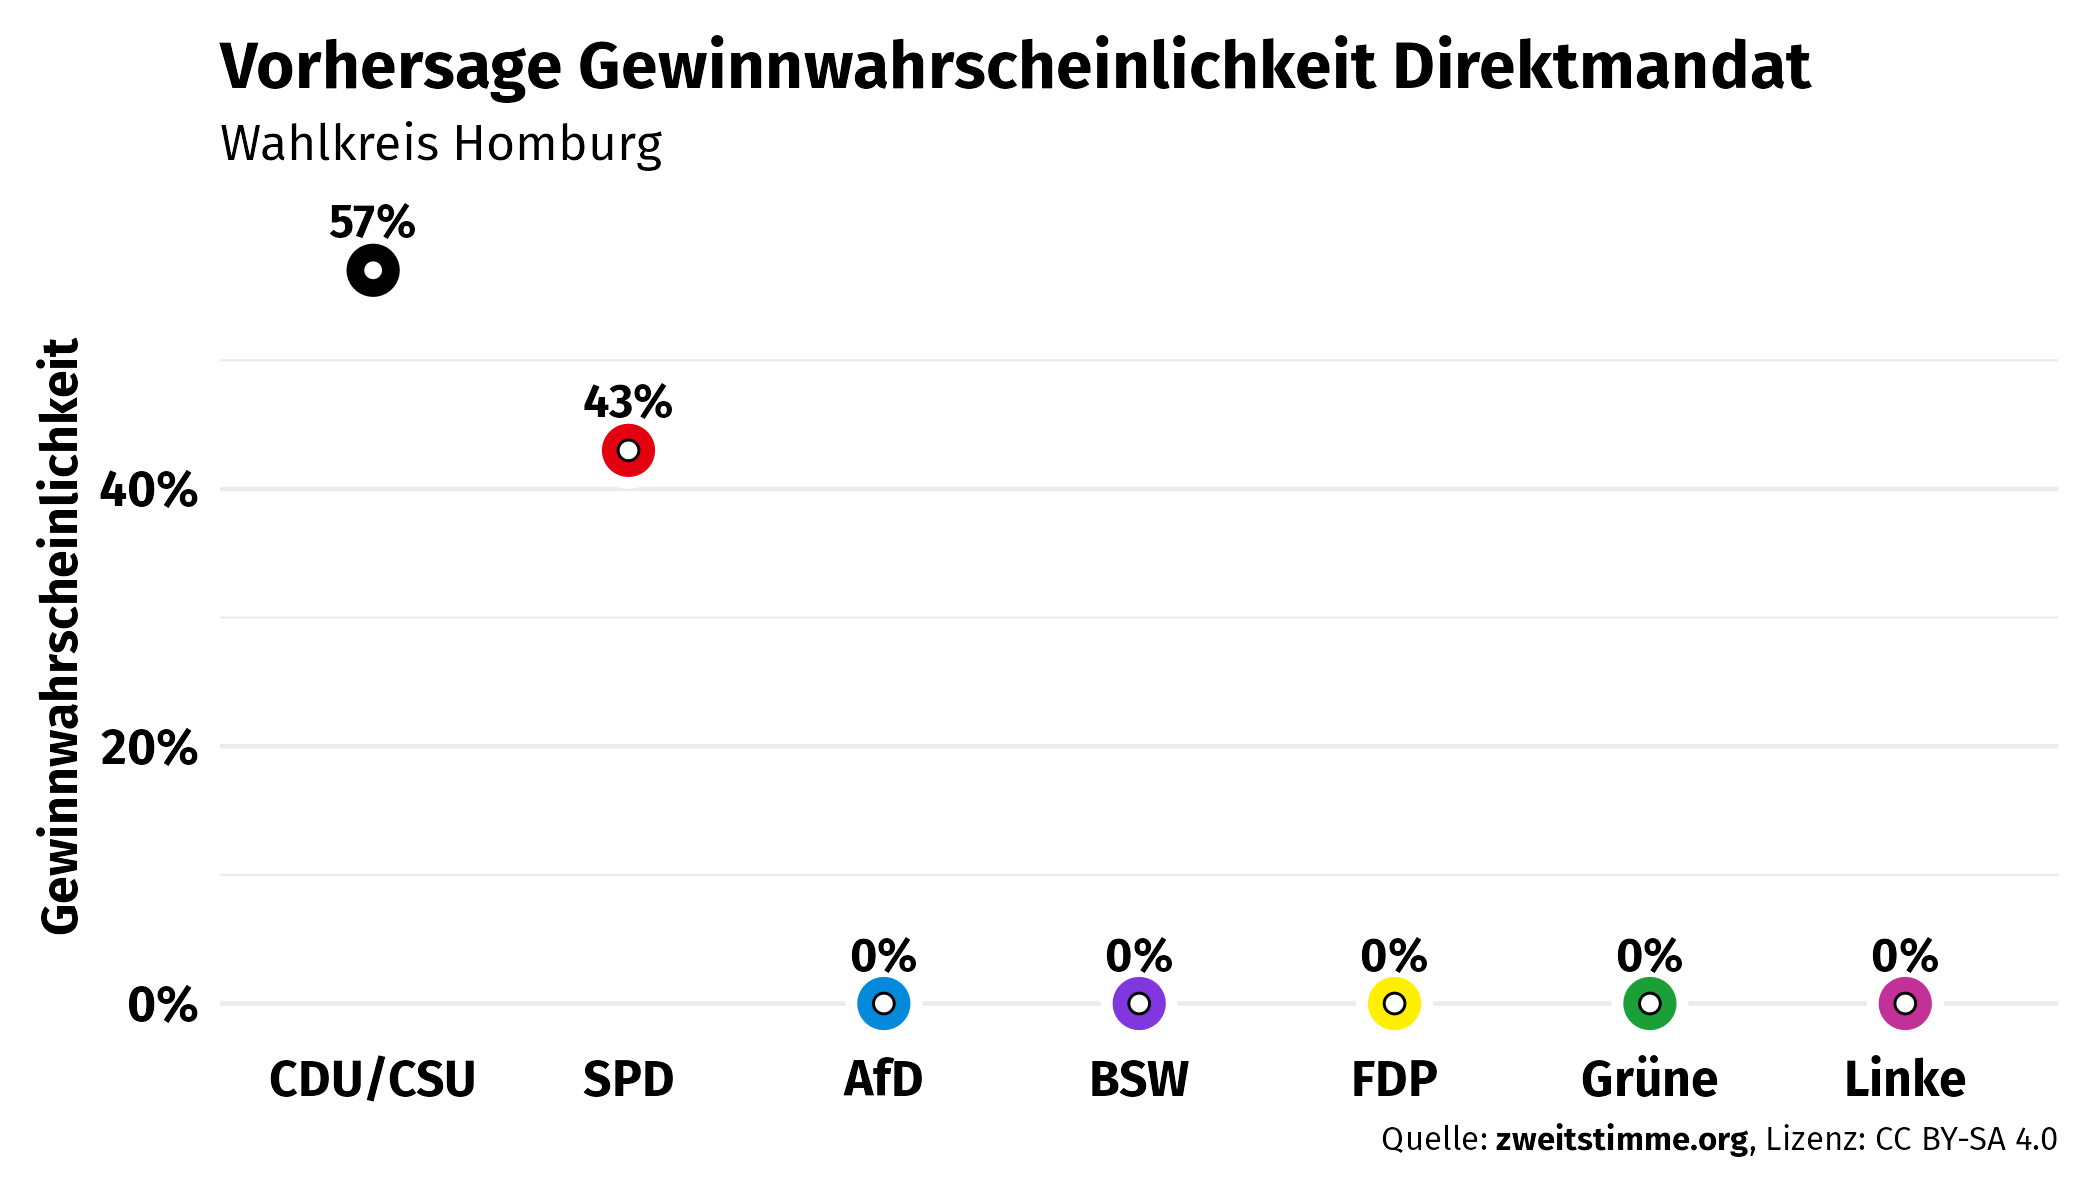 Vorhersage Gewinnwahrscheinlichkeit Direktmandat
Wahlkreis Homburg
57%
43%
Gewinnwahrscheinlichkeit
40%
20%
0%
0%
0%
0%
0%
0%
CDU/CSU
SPD
AfD
BSW
FDP
Grüne
Linke
Quelle: zweitstimme.org, Lizenz: CC BY-SA 4.0